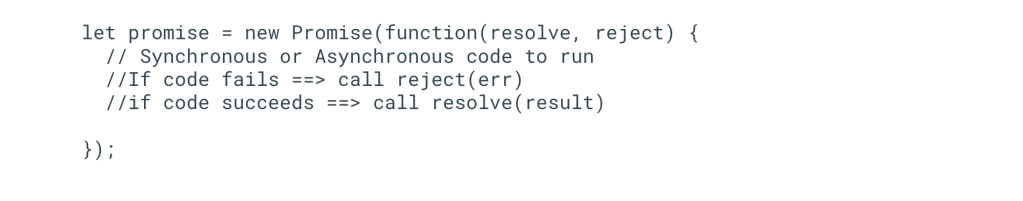 let promise = new Promise(function(resolve, reject) {
  // Synchronous or Asynchronous code to run
  //If code fails ==> call reject(err)
  //if code succeeds ==> call resolve(result)
});